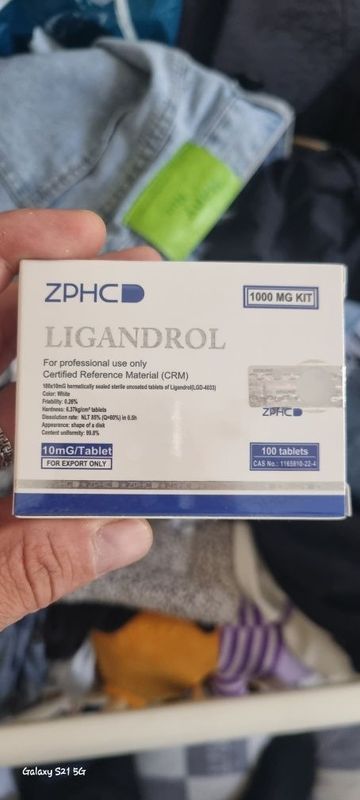 ZPHC
1000 MG KIT
LIGANDROL
For professional use only
Certified Reference Material (CRM)
100x10mG hermetically sealed sterile uncoated tablets of Ligandrol(LGD-4033)
Color: White
Friability: 0.26%
Hardness: 6.37kg/cm² tablets
Dissolution rate: NLT 85% (Q+80%) in 0.5h
Appearance: shape of a disk
Content uniformity: 99.8%
ZPHC
10mG/Tablet
FOR EXPORT ONLY
100 tablets
CAS No.: 1165910-22-4
Galaxy S21 5G